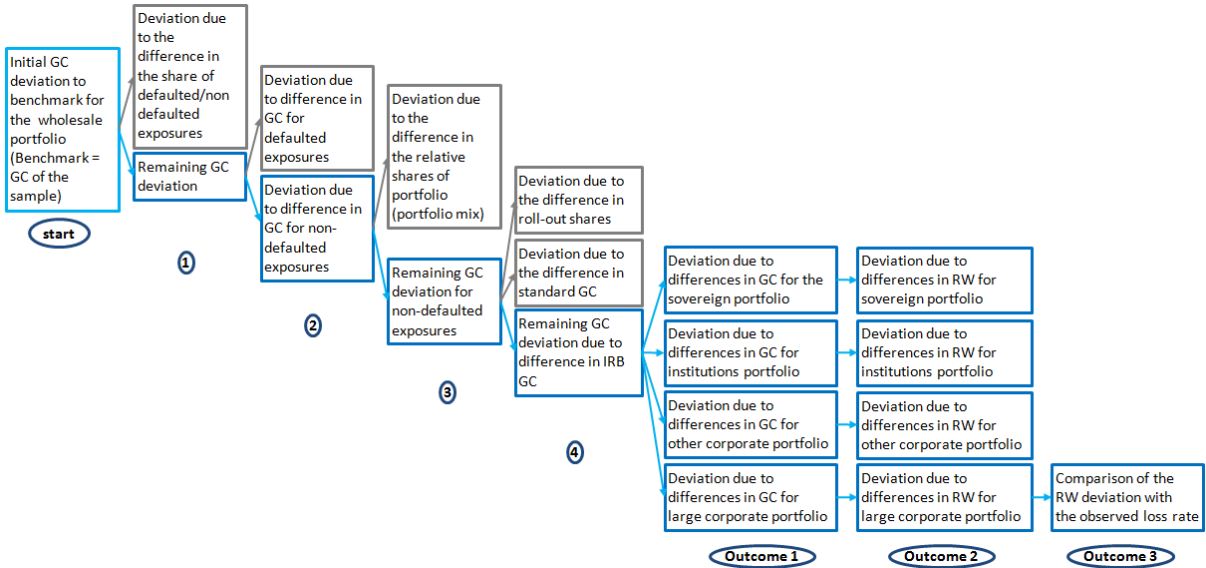 Initial GC
deviation to
benchmark for
the wholesale
portfolio
(Benchmark =
GC of the
sample)
start
Deviation due
to the
difference in
the share of
defaulted/non
defaulted
exposures
Remaining GC
deviation
1
Deviation due
to difference in
GC for
defaulted
exposures
Deviation due
to difference in
GC for non-
defaulted
exposures
2
Deviation due
to the
difference in
the relative
shares of
portfolio
(portfolio mix)
Remaining GC
deviation for
non-defaulted
exposures
3
Deviation due to
the difference in
roll-out shares
Deviation due to
the difference in
standard GC
Remaining GC
deviation due to
difference in IRB
GC
4
Deviation due to
differences in GC for the
sovereign portfolio
Deviation due to
differences in GC for
institutions portfolio
Deviation due to
differences in GC for
other corporate portfolio
Deviation due to
differences in GC for
large corporate portfolio
Outcome 1
Deviation due to
differences in RW for
sovereign portfolio
Deviation due to
differences in RW for
institutions portfolio
Deviation due to
differences in RW for
other corporate portfolio
Deviation due to
differences in RW for
large corporate portfolio
Outcome 2
Comparison of the
RW deviation with
the observed loss rate
Outcome 3